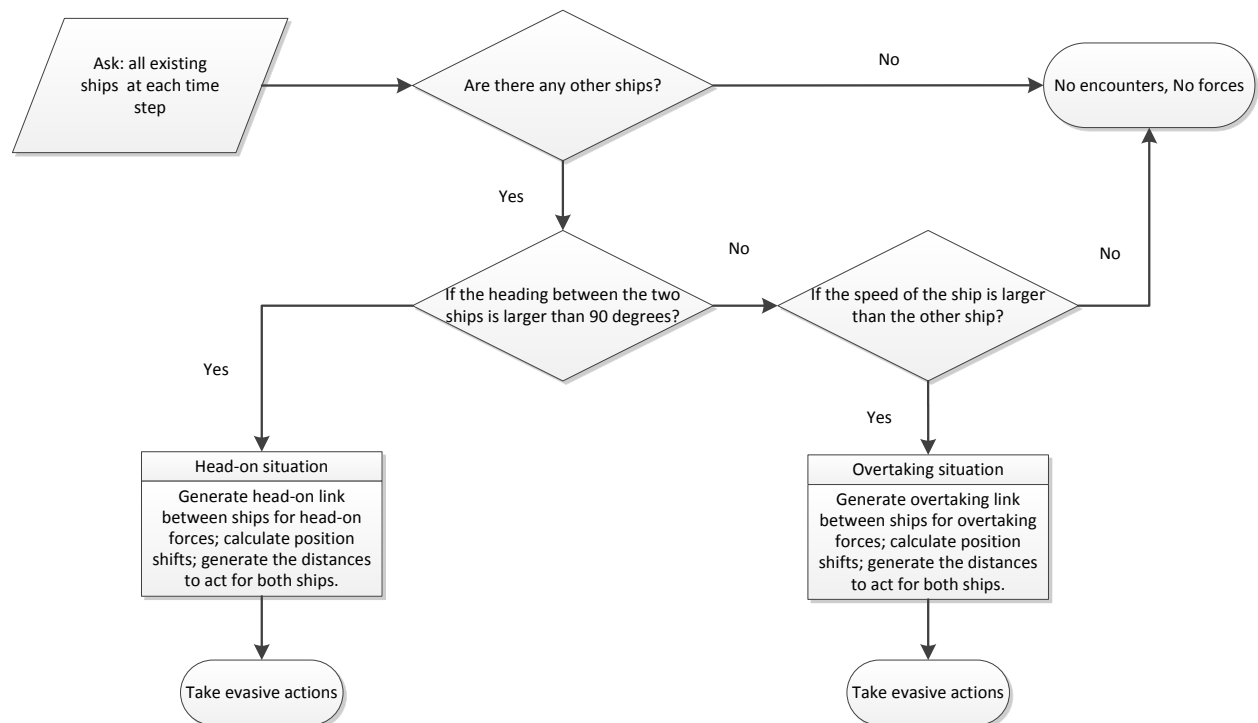 Ask: all existing
ships at each time
step
Are there any other ships?
No
No encounters, No forces
Yes
If the heading between the two
ships is larger than 90 degrees?
No
If the speed of the ship is larger
than the other ship?
No
Yes
Yes
Head-on situation
Generate head-on link
between ships for head-on
forces; calculate position
shifts; generate the distances
to act for both ships.
Overtaking situation
Generate overtaking link
between ships for overtaking
forces; calculate position
shifts; generate the distances
to act for both ships.
Take evasive actions
Take evasive actions